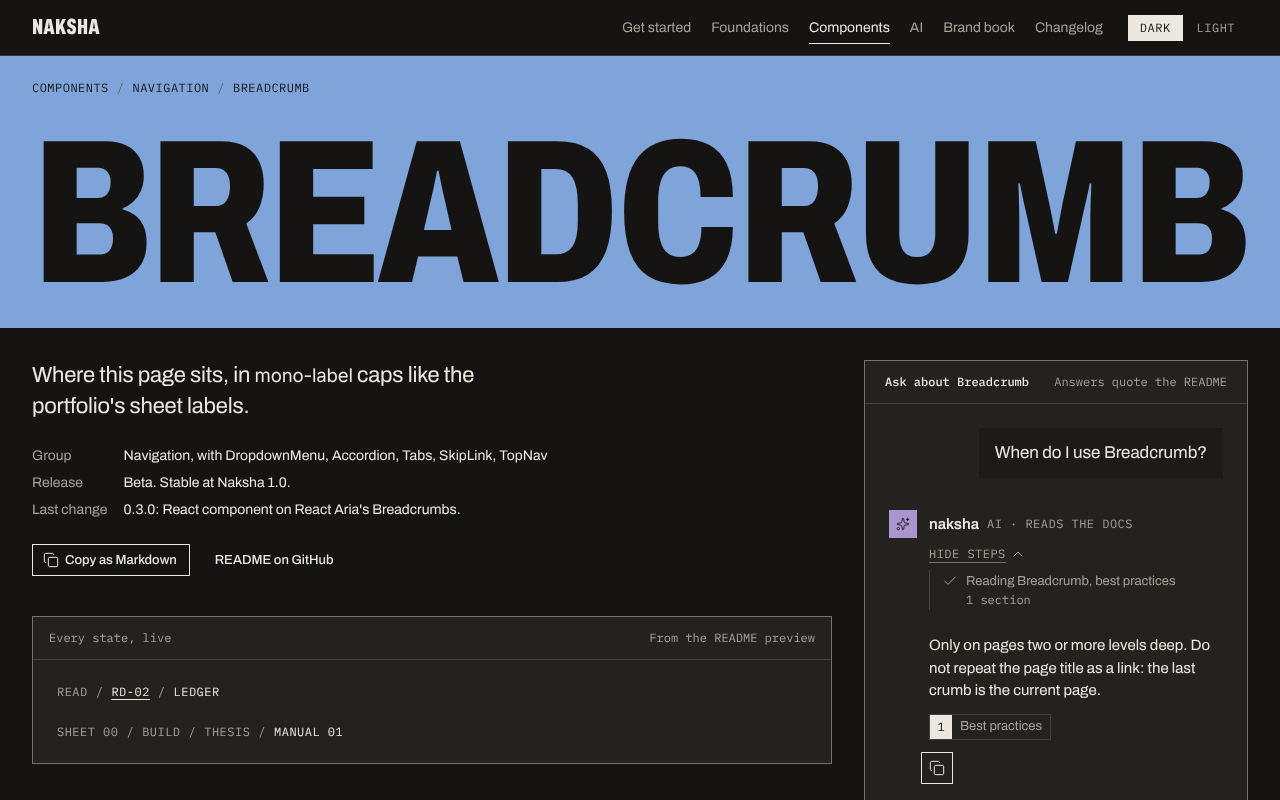 NAKSHA
Get started Foundations Components AI Brand book Changelog DARK LIGHT
COMPONENTS / NAVIGATION / BREADCRUMB
BREADCRUMB
Where this page sits, in mono-label caps like the
portfolio's sheet labels.
Group Navigation, with DropdownMenu, Accordion, Tabs, SkipLink, TopNav
Release Beta. Stable at Naksha 1.0.
Last change 0.3.0: React component on React Aria's Breadcrumbs.
Copy as Markdown README on GitHub
Every state, live From the README preview
READ / RD-02 / LEDGER
SHEET 00 / BUILD / THESIS / MANUAL 01
Ask about Breadcrumb Answers quote the README
When do I use Breadcrumb?
naksha AI · READS THE DOCS
HIDE STEPS
Reading Breadcrumb, best practices
1 section
Only on pages two or more levels deep. Do
not repeat the page title as a link: the last
crumb is the current page.
1 Best practices